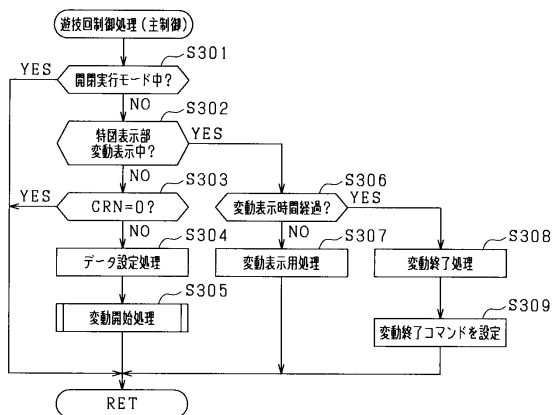 遊技回制御処理(主制御)
S301
YES
開閉実行モード中?
NO
S302
特図表示部
変動表示中?
YES
NO
S303
YES
CRN=0?
S306
変動表示時間経過?
YES
NO
S304
データ設定処理
NO
S307
変動表示用処理
S308
変動終了処理
S305
変動開始処理
S309
変動終了コマンドを設定
RET